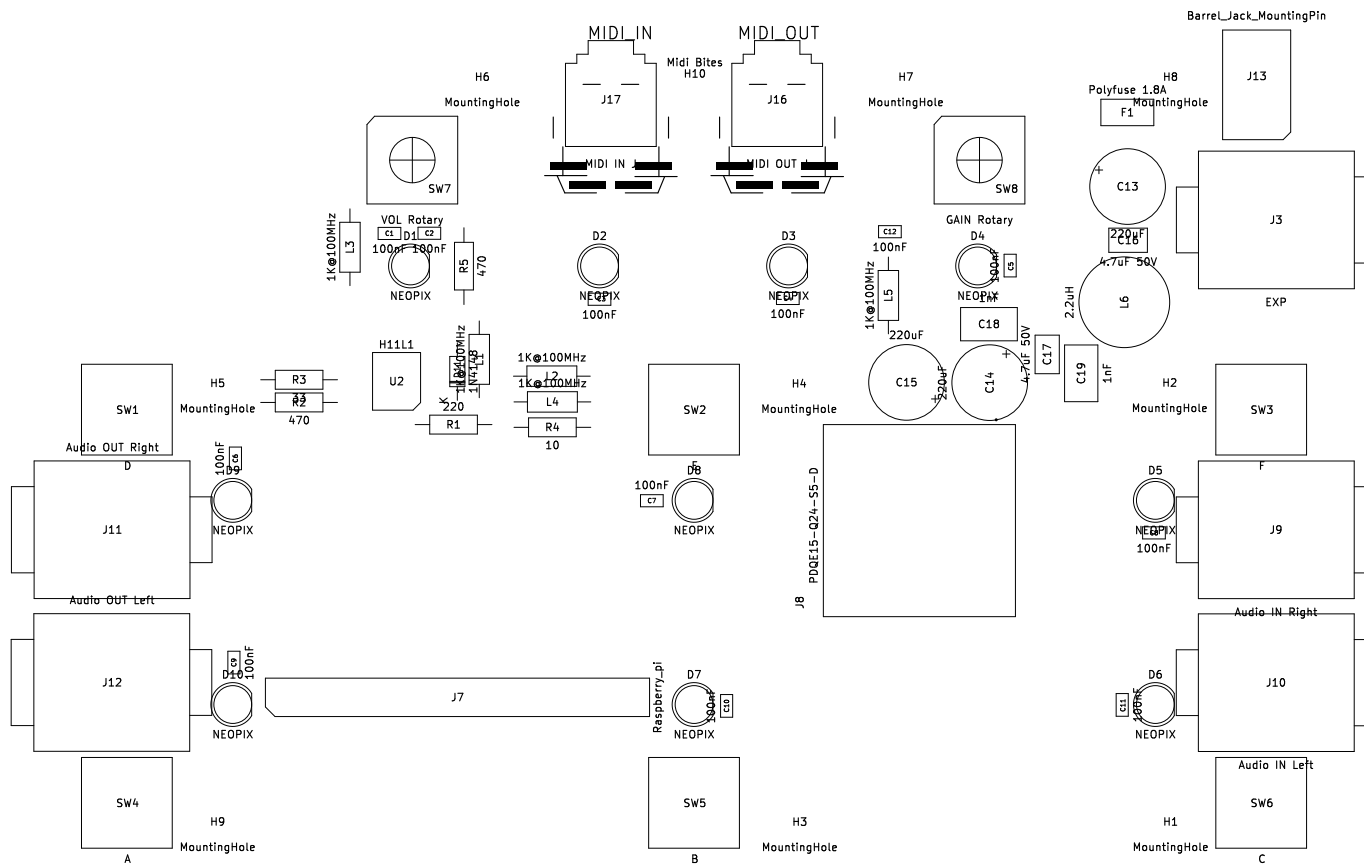 Barrel_Jack_MountingPin
MIDI_IN
MIDI_OUT
Midi Bites
H10
H6
H7
H8
J13
MountingHole
MountingHole
Polyfuse 1.8A
MountingHole
J17
J16
F1
MIDI IN J
MIDI OUT J
SW7
SW8
C13
VOL Rotary
GAIN Rotary
J3
C1
C2
100nF
100nF
D1
D2
D3
C12
100nF
D4
220uF
C16
4.7uF 50V
1K@100MHz
L3
R5
470
NEOPIX
NEOPIX
100nF
NEOPIX
100nF
1K@100MHz
L5
100nF
C5
NEOPIX
1nF
C18
2.2uH
L6
EXP
220uF
H11L1
U2
1K@100MHz
1N4148
L1
K
1K@100MHz
L2
1K@100MHz
L4
C15
220uF
C14
4.7uF 50V
C17
C19
1nF
H5
MountingHole
R3
33
R2
470
220
R1
R4
10
SW1
SW2
H4
MountingHole
H2
MountingHole
SW3
Audio OUT Right
D
E
F
100nF
C6
D9
NEOPIX
J11
100nF
C7
D8
NEOPIX
PDQE15-Q24-S5-D
J8
D5
NEOPIX
100nF
J9
Audio OUT Left
Audio IN Right
J12
C9
100nF
D10
NEOPIX
J7
Raspberry_pi
D7
100nF
C10
NEOPIX
C11
100nF
D6
NEOPIX
J10
Audio IN Left
SW4
H9
MountingHole
SW5
H3
MountingHole
H1
MountingHole
SW6
A
B
C